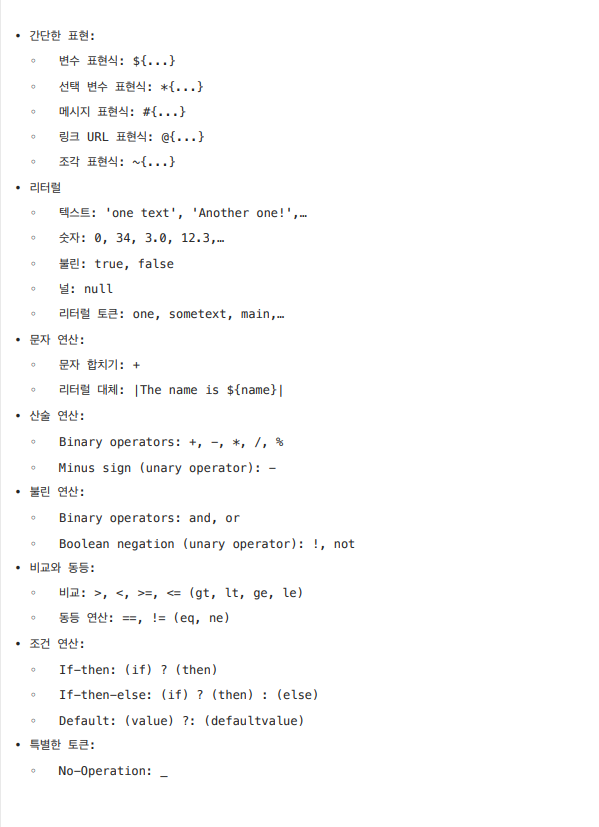 • 간단한 표현:
◦ 변수 표현식: ${...}
◦ 선택 변수 표현식: *{...}
◦ 메시지 표현식: #{...}
◦ 링크 URL 표현식: @{...}
◦ 조각 표현식: ~{...}
• 리터럴
◦ 텍스트: 'one text', 'Another one!',…
◦ 숫자: 0, 34, 3.0, 12.3,…
◦ 불린: true, false
◦ 널: null
◦ 리터럴 토큰: one, sometext, main,…
• 문자 연산:
◦ 문자 합치기: +
◦ 리터럴 대체: |The name is ${name}|
• 산술 연산:
◦ Binary operators: +, -, *, /, %
◦ Minus sign (unary operator): -
• 불린 연산:
◦ Binary operators: and, or
◦ Boolean negation (unary operator): !, not
• 비교와 동등:
◦ 비교: >, <, >=, <= (gt, lt, ge, le)
◦ 동등 연산: ==, != (eq, ne)
• 조건 연산:
◦ If-then: (if) ? (then)
◦ If-then-else: (if) ? (then) : (else)
◦ Default: (value) ?: (defaultvalue)
• 특별한 토큰:
◦ No-Operation: _